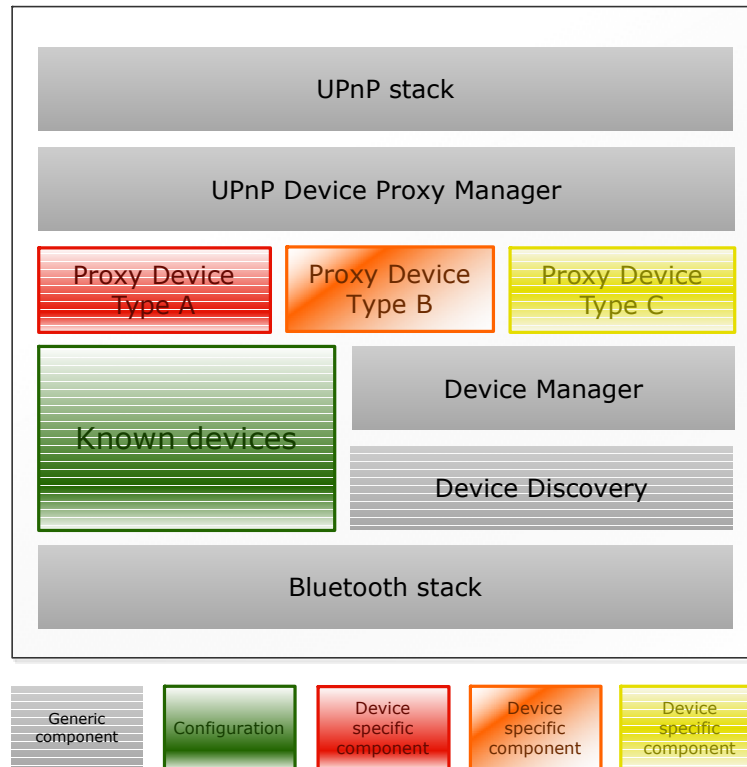 UPnP stack
UPnP Device Proxy Manager
Proxy Device
Type A
Proxy Device
Type B
Proxy Device
Type C
Known devices
Device Manager
Device Discovery
Bluetooth stack
Generic
component
Configuration
Device
specific
component
Device
specific
component
Device
specific
component